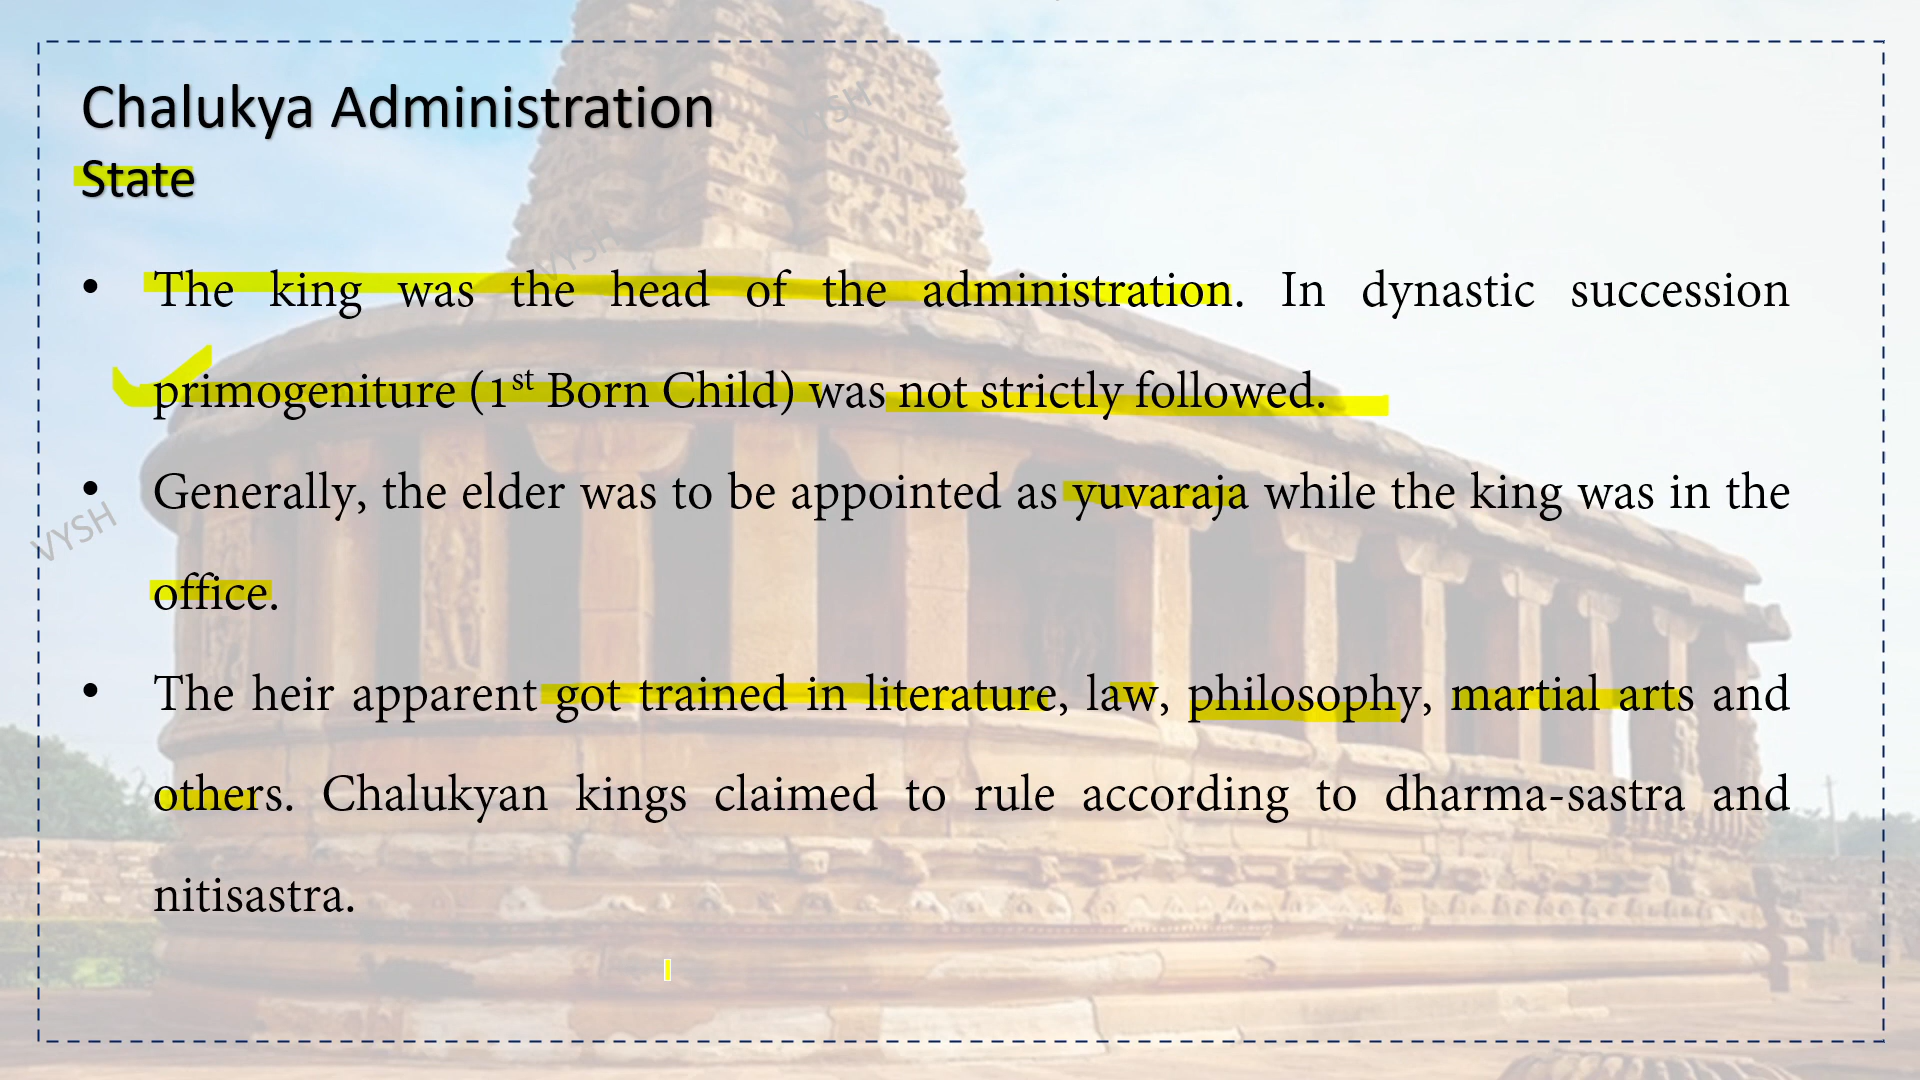 Chalukya Administration
State
VYSH
VYSH
• The king was the head of the administration. In dynastic succession
primogeniture (1st Born Child) was not strictly followed.
• Generally, the elder was to be appointed as yuvaraja while the king was in the
VYSH
office.
• The heir apparent got trained in literature, law, philosophy, martial arts and
others. Chalukyan kings claimed to rule according to dharma-sastra and
nitisastra.